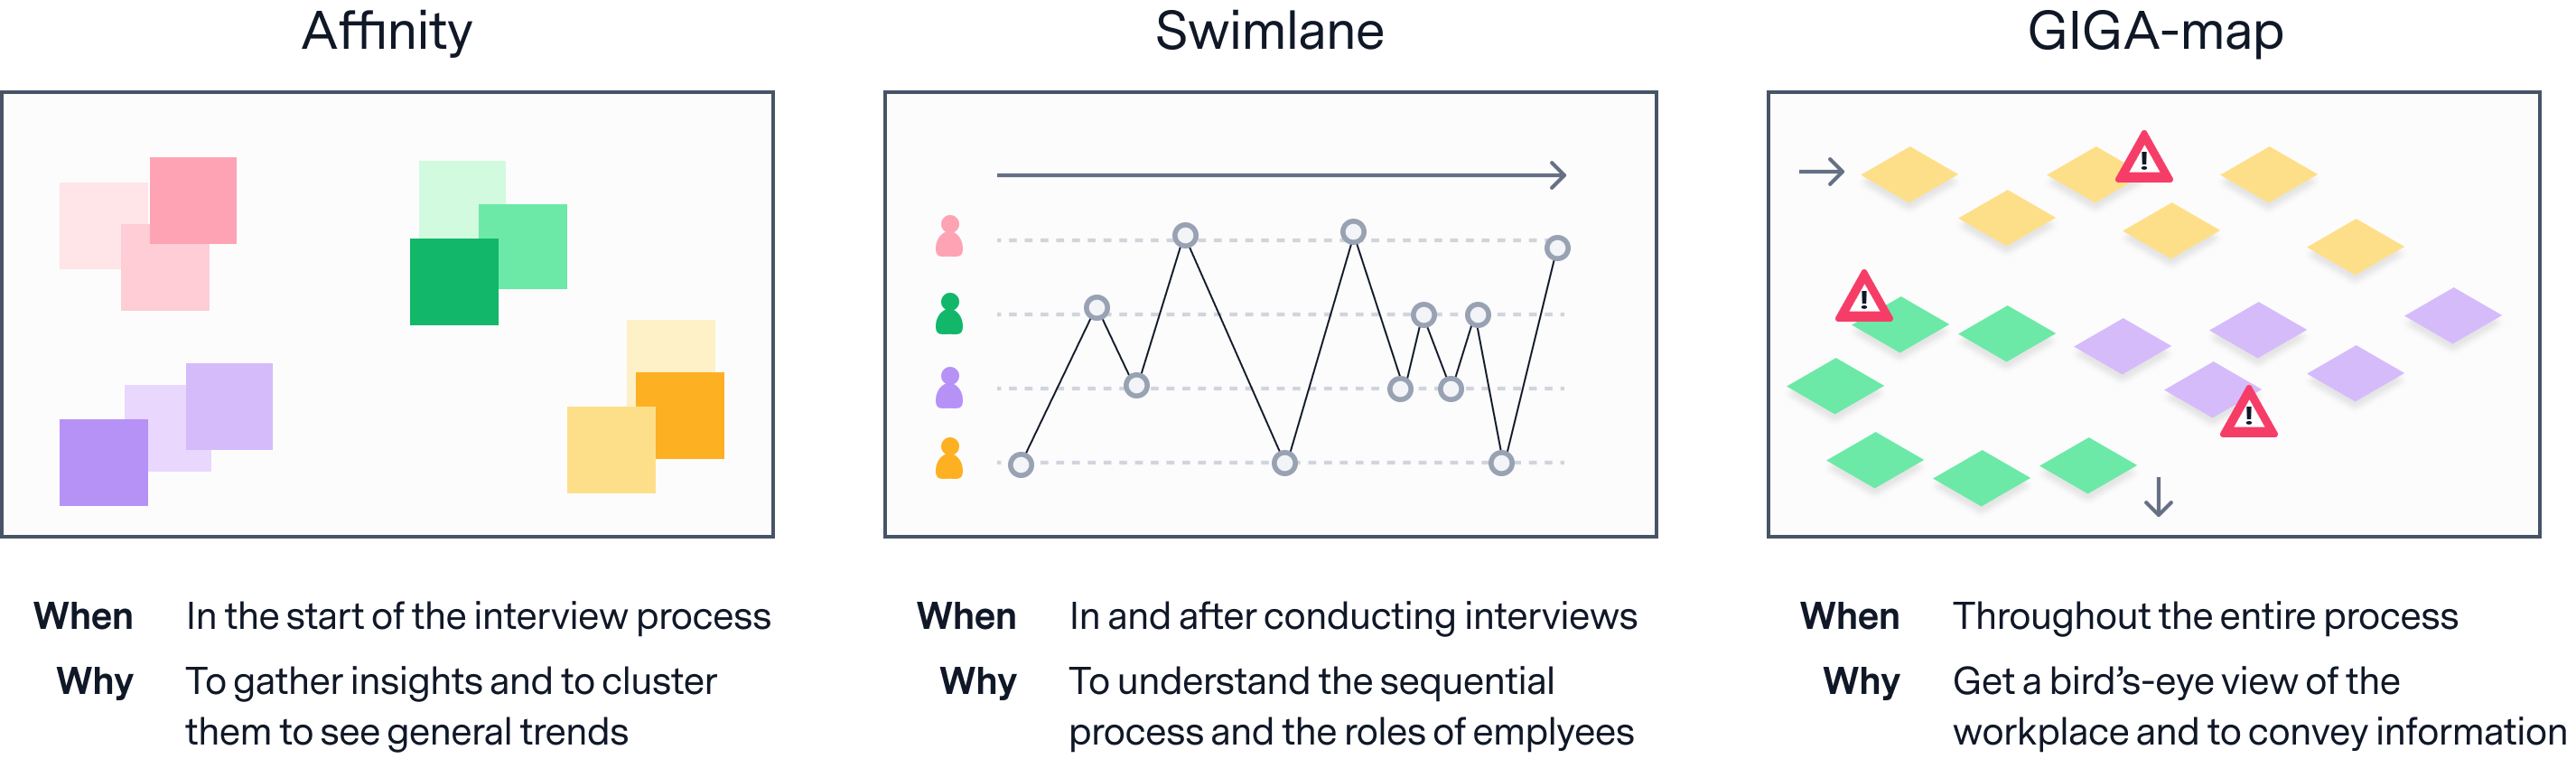 Affinity
Swimlane
GIGA-map
!
!
!
When In the start of the interview process
Why To gather insights and to cluster
them to see general trends
When In and after conducting interviews
Why To understand the sequential
process and the roles of emplyees
When Throughout the entire process
Why Get a bird’s-eye view of the
workplace and to convey information